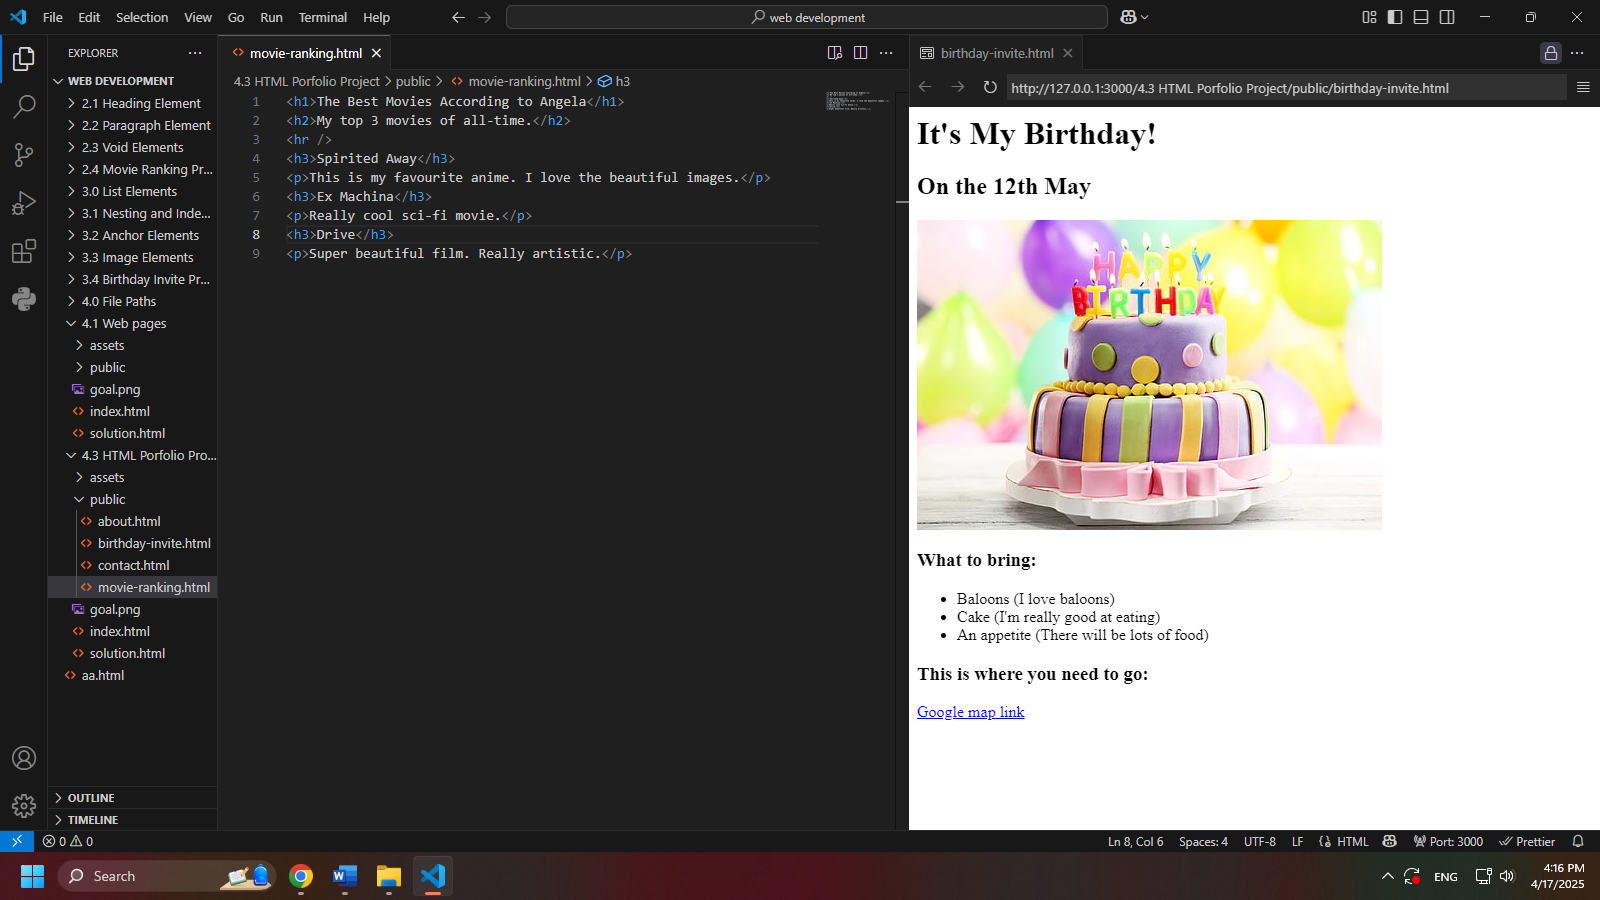 File Edit Selection View Go Run Terminal Help
web development
EXPLORER
WEB DEVELOPMENT
2.1 Heading Element
2.2 Paragraph Element
2.3 Void Elements
2.4 Movie Ranking Pr...
3.0 List Elements
3.1 Nesting and Inde...
3.2 Anchor Elements
3.3 Image Elements
3.4 Birthday Invite Pr...
4.0 File Paths
4.1 Web pages
assets
public
goal.png
index.html
solution.html
4.3 HTML Porfolio Pro...
assets
public
about.html
birthday-invite.html
contact.html
movie-ranking.html
goal.png
index.html
solution.html
aa.html
OUTLINE
TIMELINE
movie-ranking.html
4.3 HTML Porfolio Project > public > movie-ranking.html > h3
1 <h1>The Best Movies According to Angela</h1>
2 <h2>My top 3 movies of all-time.</h2>
3 <hr />
4 <h3>Spirited Away</h3>
5 <p>This is my favourite anime. I love the beautiful images.</p>
6 <h3>Ex Machina</h3>
7 <p>Really cool sci-fi movie.</p>
8 <h3>Drive</h3>
9 <p>Super beautiful film. Really artistic.</p>
birthday-invite.html
http://127.0.0.1:3000/4.3 HTML Porfolio Project/public/birthday-invite.html
It's My Birthday!
On the 12th May
HAPPY
BIRTHDAY
What to bring:
Baloons (I love baloons)
Cake (I'm really good at eating)
An appetite (There will be lots of food)
This is where you need to go:
Google map link
0 0
Ln 8, Col 6 Spaces: 4 UTF-8 LF HTML Port: 3000 Prettier
Search
ENG
4:16 PM
4/17/2025